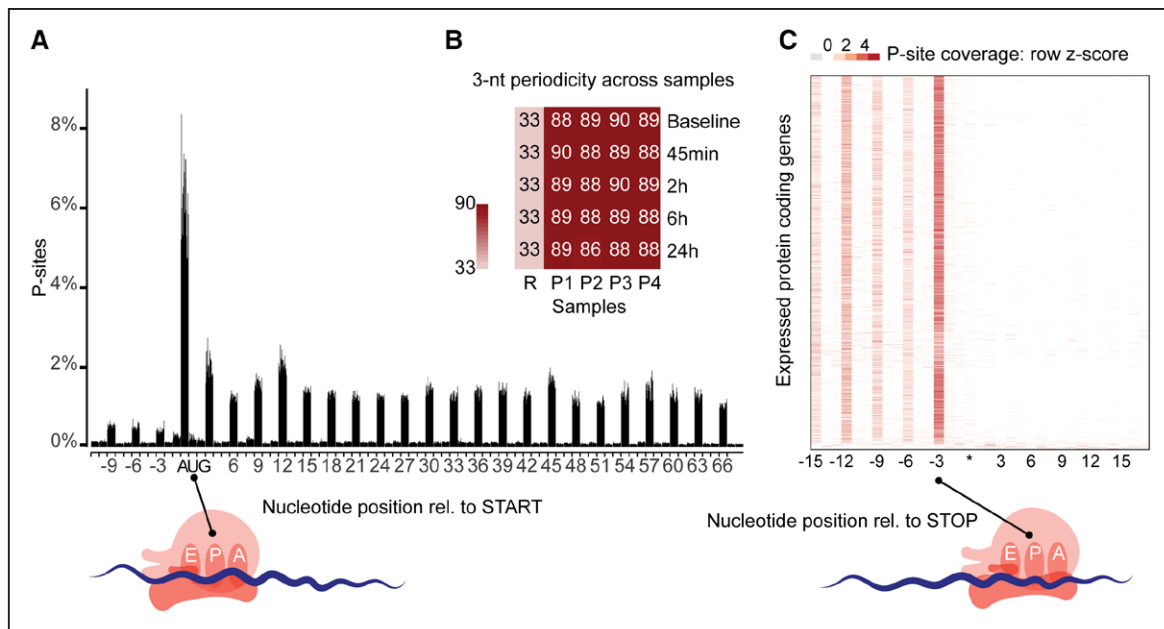 A
8%
6%
4%
2%
0%
P-sites
-9 -6 -3 AUG 6 9 12 15 18 21 24 27 30 33 36 39 42 45 48 51 54 57 60 63 66
Nucleotide position rel. to START
E P A
B
3-nt periodicity across samples
33 88 89 90 89 Baseline
33 90 88 89 88 45min
33 89 88 90 89 2h
33 89 88 89 88 6h
33 89 86 88 88 24h
R P1 P2 P3 P4
Samples
90
33
C
0 2 4 P-site coverage: row z-score
Expressed protein coding genes
-15 -12 -9 -6 -3 * 3 6 9 12 15
Nucleotide position rel. to STOP
E P A